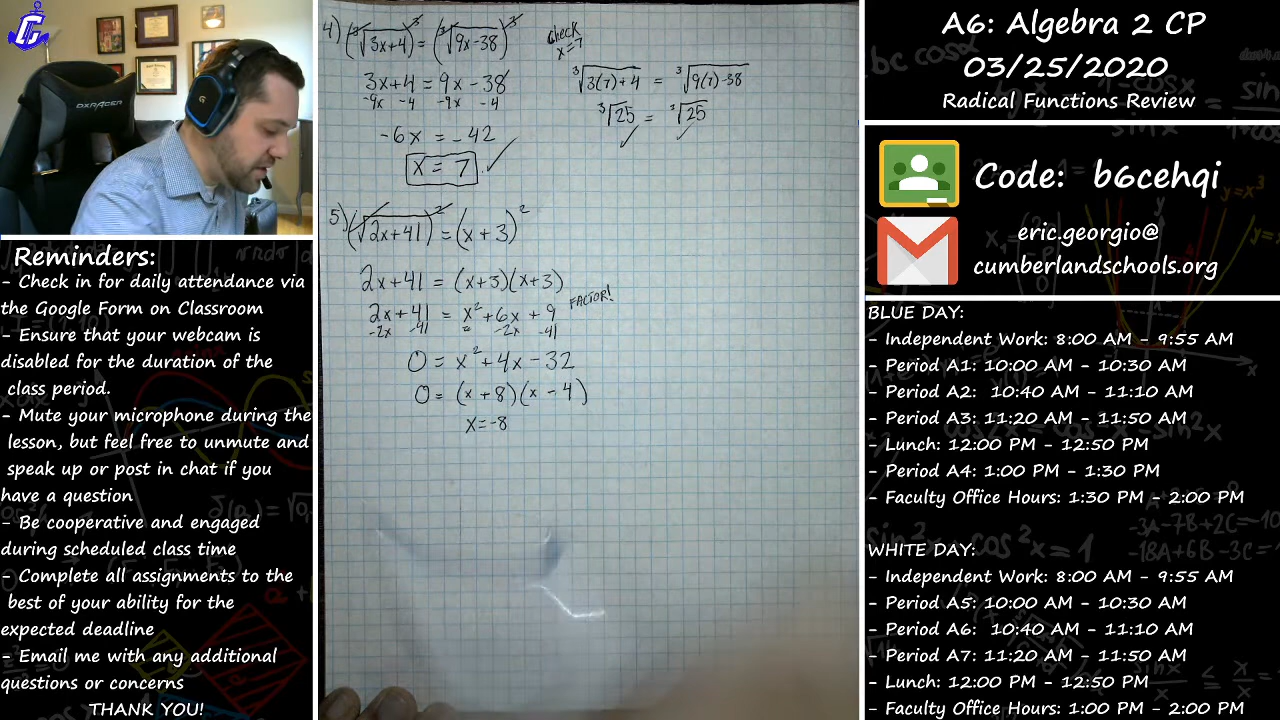 C
DXRACER
Reminders:
- Check in for daily attendance via
the Google Form on Classroom
- Ensure that your webcam is
disabled for the duration of the
class period.
- Mute your microphone during the
lesson, but feel free to unmute and
speak up or post in chat if you
have a question
- Be cooperative and engaged
during scheduled class time
- Complete all assignments to the
best of your ability for the
expected deadline
- Email me with any additional
questions or concerns
THANK YOU!
4) (³√3x+4)³ = (³√9x-38)³
3x+4 = 9x-38
-9x -4 -9x -4
-6x = -42
x = 7 ✓
check
x=7
³√3(7)+4 = ³√9(7)-38
³√25 = ³√25
✓ ✓
5) (√2x+41)² = (x+3)²
2x+41 = (x+3)(x+3)
2x+41 = x²+6x+9 FACTOR!
-2x -41 = -2x -41
0 = x²+4x-32
0 = (x+8)(x-4)
x=-8
A6: Algebra 2 CP
03/25/2020
Radical Functions Review
Code: b6cehqi
eric.georgio@
cumberlandschools.org
BLUE DAY:
- Independent Work: 8:00 AM - 9:55 AM
- Period A1: 10:00 AM - 10:30 AM
- Period A2: 10:40 AM - 11:10 AM
- Period A3: 11:20 AM - 11:50 AM
- Lunch: 12:00 PM - 12:50 PM
- Period A4: 1:00 PM - 1:30 PM
- Faculty Office Hours: 1:30 PM - 2:00 PM
WHITE DAY:
- Independent Work: 8:00 AM - 9:55 AM
- Period A5: 10:00 AM - 10:30 AM
- Period A6: 10:40 AM - 11:10 AM
- Period A7: 11:20 AM - 11:50 AM
- Lunch: 12:00 PM - 12:50 PM
- Faculty Office Hours: 1:00 PM - 2:00 PM